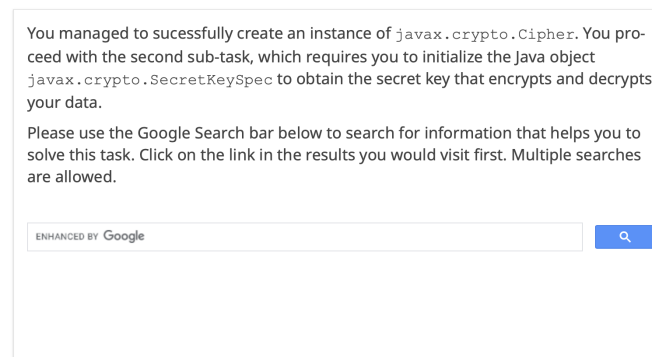 You managed to sucessfully create an instance of javax.crypto.Cipher. You pro-
ceed with the second sub-task, which requires you to initialize the Java object
javax.crypto.SecretKeySpec to obtain the secret key that encrypts and decrypts
your data.
Please use the Google Search bar below to search for information that helps you to
solve this task. Click on the link in the results you would visit first. Multiple searches
are allowed.
ENHANCED BY Google